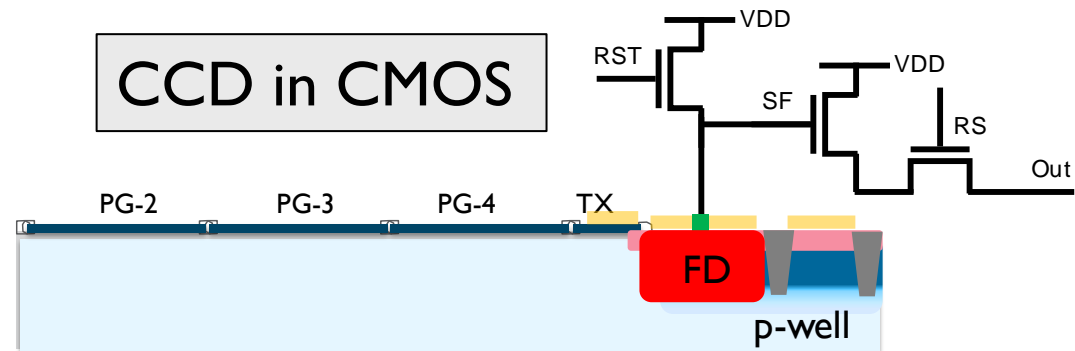 VDD
RST
CCD in CMOS
VDD
SF
RS
Out
PG-2
PG-3
PG-4
TX
FD
p-well